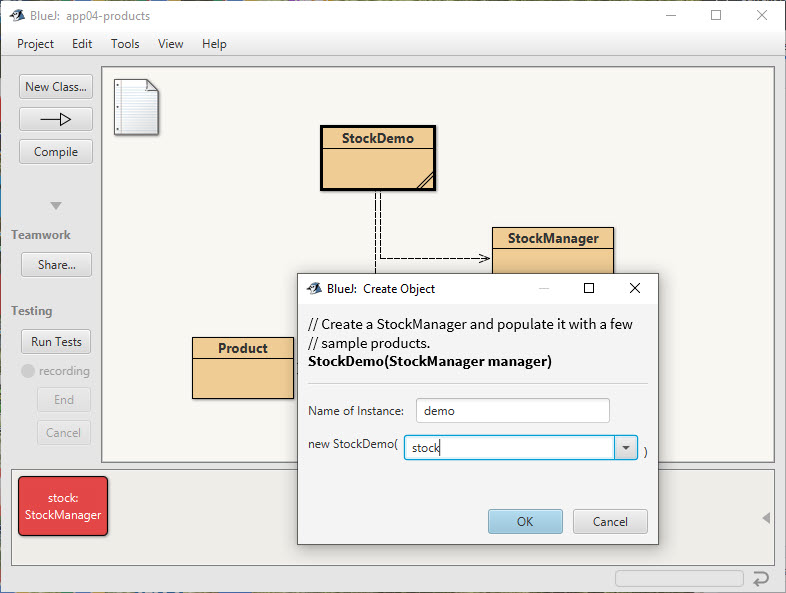 BlueJ: app04-products
Project Edit Tools View Help
New Class...
Compile
Teamwork
Share...
Testing
Run Tests
recording
End
Cancel
StockDemo
StockManager
Product
BlueJ: Create Object
// Create a StockManager and populate it with a few
// sample products.
StockDemo(StockManager manager)
Name of Instance: demo
new StockDemo( stock )
OK Cancel
stock:
StockManager